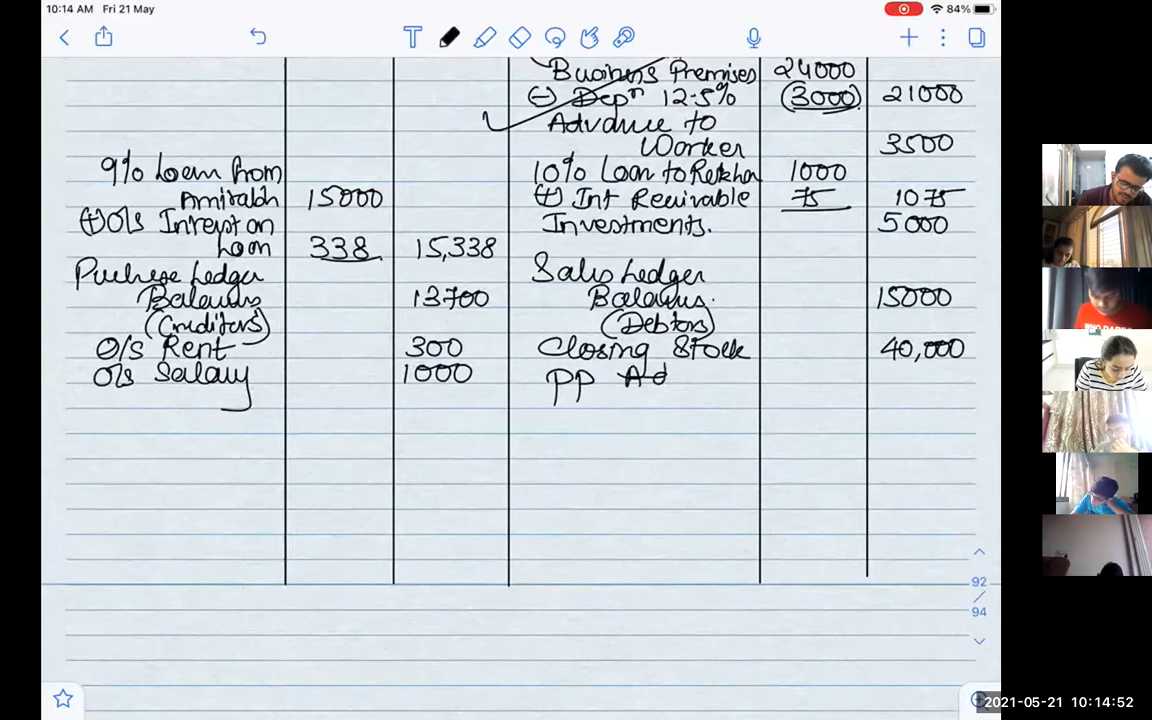 10:14 AM Fri 21 May
84%
T
Business Premises 24000
(-) Depn 12.5% (3000) 21000
Advance to
Worker 3500
9% Loan from
Amitabh 15000
(+) O/S Interest on
Loan 338 15,338
10% Loan to Rekha 1000
(+) Int Receivable 75 1075
Investments. 5000
Purchase Ledger
Balances 13700
(Creditors)
Sales Ledger
Balances. 15000
(Debtors)
O/S Rent 300
O/S Salary 1000
Closing Stock 40,000
PP Ad
92
/
94
2021-05-21 10:14:52